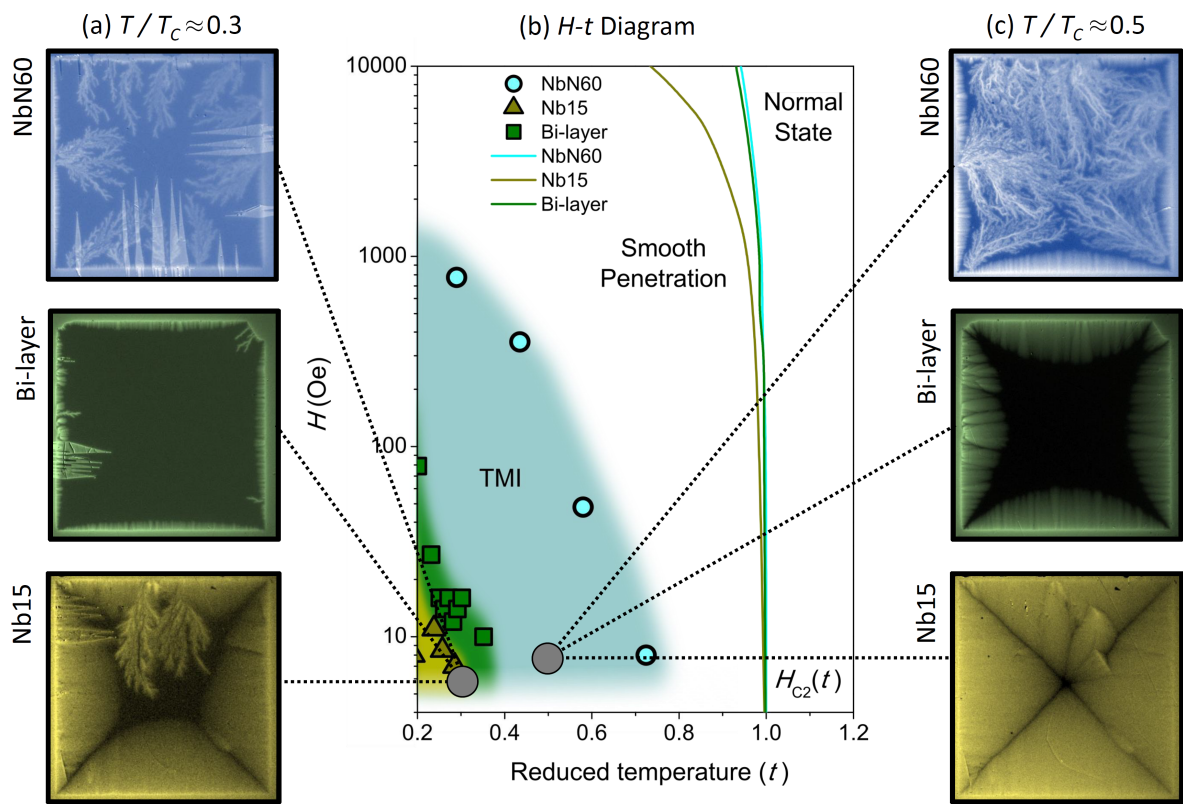 (a) T / T_C ≈ 0.3
(b) H-t Diagram
(c) T / T_C ≈ 0.5
NbN60
Bi-layer
Nb15
H (Oe)
10000
1000
100
10
NbN60
Nb15
Bi-layer
NbN60
Nb15
Bi-layer
Normal
State
Smooth
Penetration
TMI
H_C2(t)
0.2
0.4
0.6
0.8
1.0
1.2
Reduced temperature (t)
NbN60
Bi-layer
Nb15